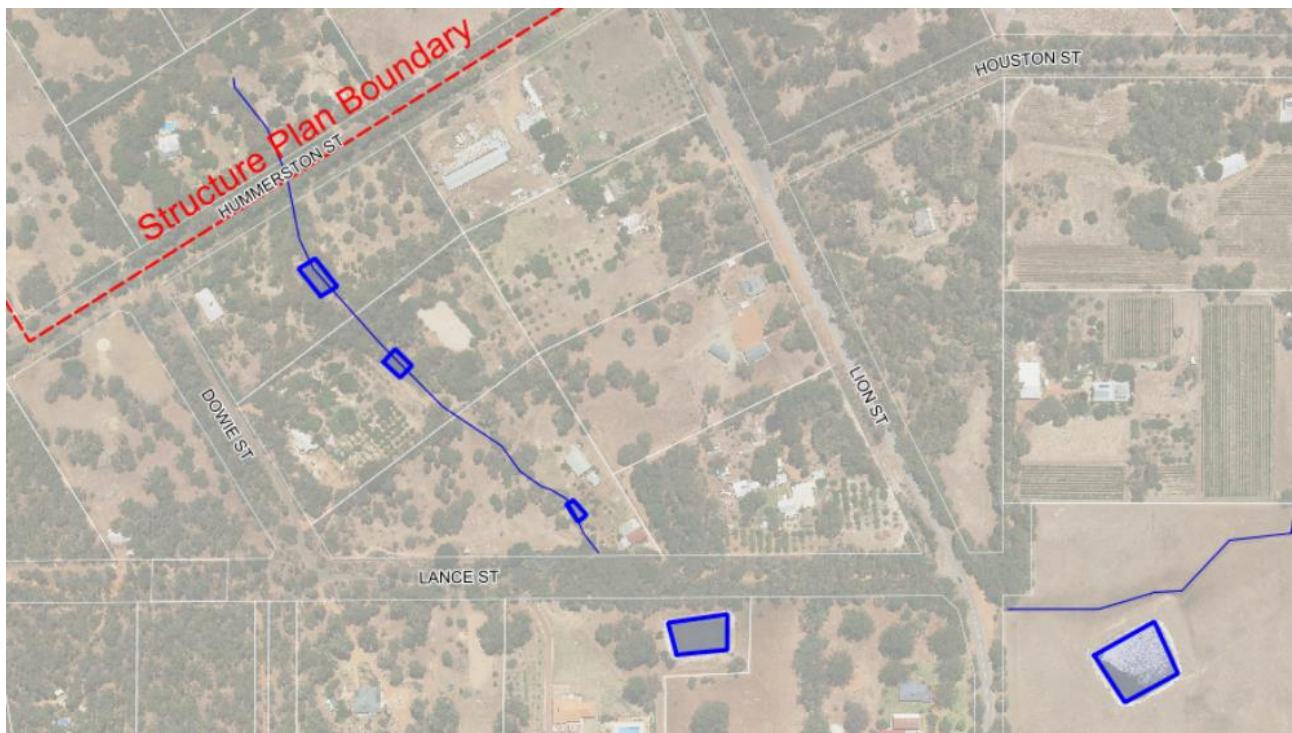 HOUSTON ST
Structure Plan Boundary
HUMMERSTON ST
LION ST
DOWIE ST
LANCE ST